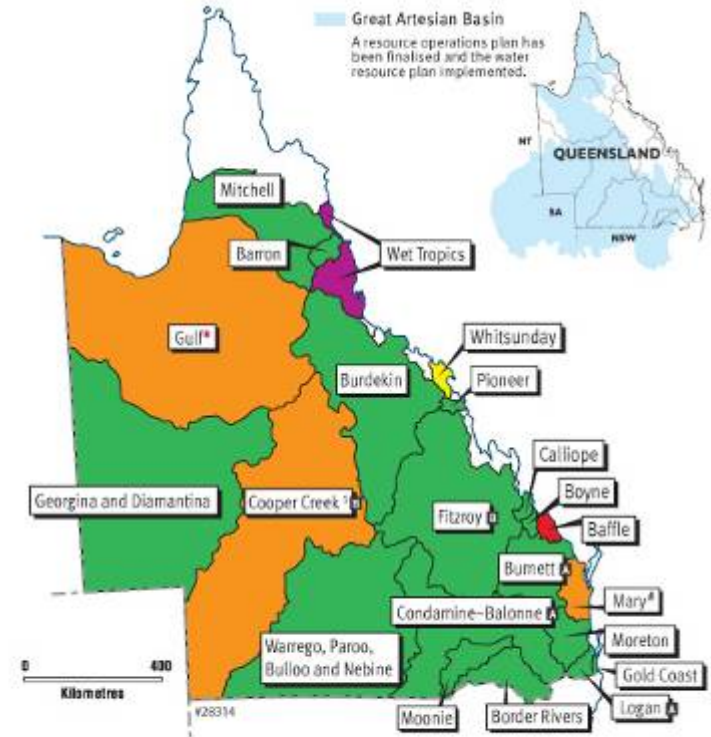 Great Artesian Basin
A resource operations plan has
been finalised and the water
resource plan implemented.
NT
QUEENSLAND
SA
NSW
Mitchell
Barron
Wet Tropics
Gulf*
Whitsunday
Burdekin
Pioneer
Calliope
Georgina and Diamantina
Cooper Creek
Boyne
Fitzroy
Baffle
Burnett A
Mary#
Condamine–Balonne A
Moreton
Warrego, Paroo,
Bulloo and Nebine
Gold Coast
Logan A
Moonie
Border Rivers
0 400
Kilometres
#28314